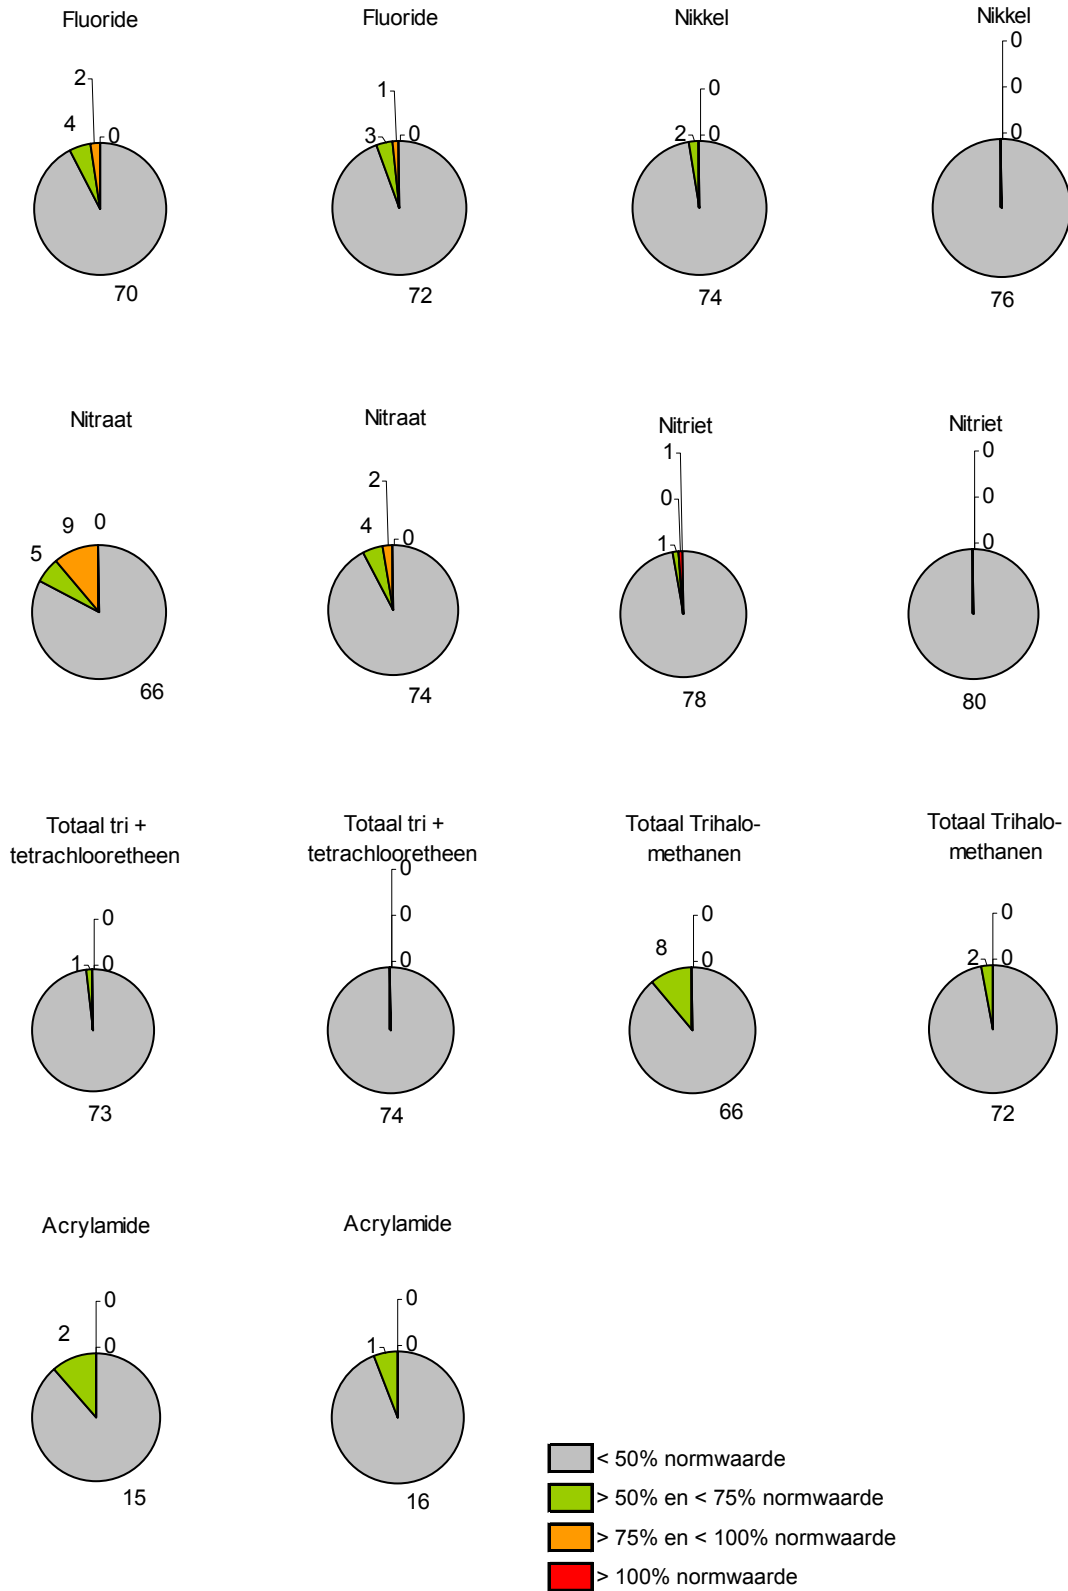 Fluoride
2
4
0
70
Fluoride
1
3
0
72
Nikkel
0
2
0
74
Nikkel
0
0
0
76
Nitraat
9
0
5
66
Nitraat
2
4
0
74
Nitriet
1
0
1
78
Nitriet
0
0
0
80
Totaal tri +
tetrachlooretheen
0
1
0
73
Totaal tri +
tetrachlooretheen
0
0
0
74
Totaal Trihalo-
methanen
0
8
0
66
Totaal Trihalo-
methanen
0
2
0
72
Acrylamide
0
2
0
15
Acrylamide
0
1
0
16
< 50% normwaarde
> 50% en < 75% normwaarde
> 75% en < 100% normwaarde
> 100% normwaarde